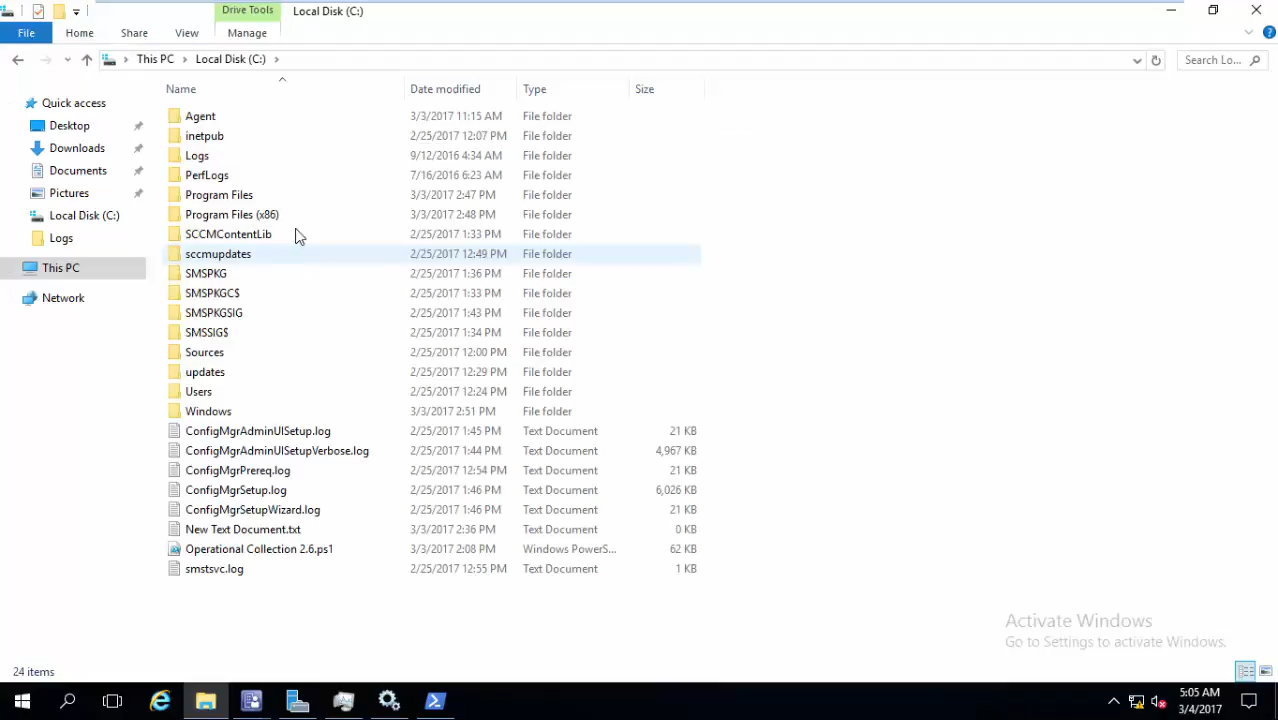 Drive Tools
Local Disk (C:)
File
Home
Share
View
Manage
This PC
Local Disk (C:)
Search Lo...
Name
Date modified
Type
Size
Quick access
Desktop
Downloads
Documents
Pictures
Local Disk (C:)
Logs
This PC
Network
Agent 3/3/2017 11:15 AM File folder
inetpub 2/25/2017 12:07 PM File folder
Logs 9/12/2016 4:34 AM File folder
PerfLogs 7/16/2016 6:23 AM File folder
Program Files 3/3/2017 2:47 PM File folder
Program Files (x86) 3/3/2017 2:48 PM File folder
SCCMContentLib 2/25/2017 1:33 PM File folder
sccmupdates 2/25/2017 12:49 PM File folder
SMSPKG 2/25/2017 1:36 PM File folder
SMSPKGC$ 2/25/2017 1:33 PM File folder
SMSPKGSIG 2/25/2017 1:43 PM File folder
SMSSIG$ 2/25/2017 1:34 PM File folder
Sources 2/25/2017 12:00 PM File folder
updates 2/25/2017 12:29 PM File folder
Users 2/25/2017 12:24 PM File folder
Windows 3/3/2017 2:51 PM File folder
ConfigMgrAdminUISetup.log 2/25/2017 1:45 PM Text Document 21 KB
ConfigMgrAdminUISetupVerbose.log 2/25/2017 1:44 PM Text Document 4,967 KB
ConfigMgrPrereq.log 2/25/2017 12:54 PM Text Document 21 KB
ConfigMgrSetup.log 2/25/2017 1:46 PM Text Document 6,026 KB
ConfigMgrSetupWizard.log 2/25/2017 1:46 PM Text Document 21 KB
New Text Document.txt 3/3/2017 2:36 PM Text Document 0 KB
Operational Collection 2.6.ps1 3/3/2017 2:08 PM Windows PowerS... 62 KB
smstsvc.log 2/25/2017 12:55 PM Text Document 1 KB
Activate Windows
Go to Settings to activate Windows.
24 items
5:05 AM
3/4/2017